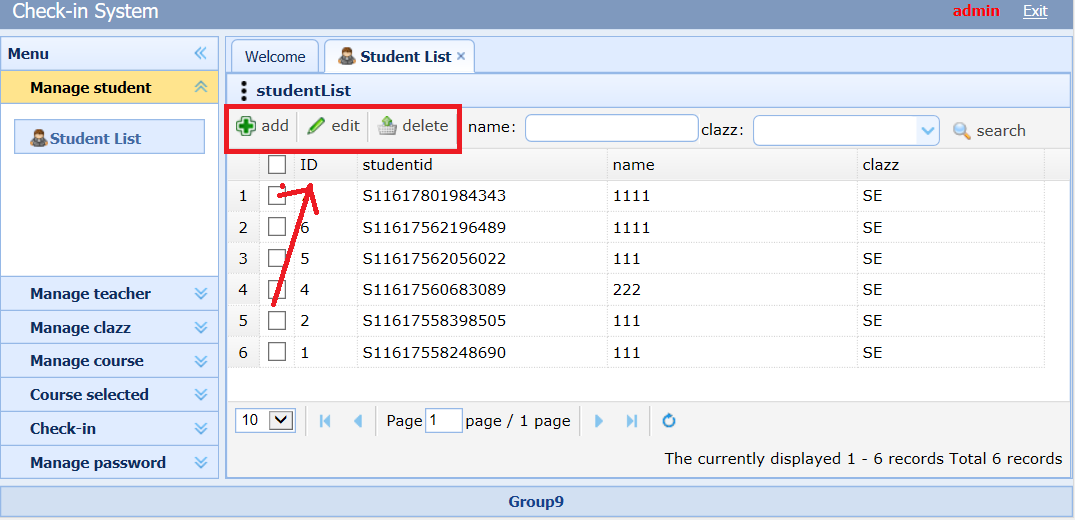 Check-in System admin Exit
Menu Welcome Student List
Manage student studentList
add edit delete name: clazz: search
Student List
ID studentid name clazz
1 S11617801984343 1111 SE
2 6 S11617562196489 1111 SE
3 5 S11617562056022 111 SE
4 4 S11617560683089 222 SE
5 2 S11617558398505 111 SE
6 1 S11617558248690 111 SE
Manage teacher
Manage clazz
Manage course
Course selected
Check-in
Manage password
10 Page 1 page / 1 page
The currently displayed 1 - 6 records Total 6 records
Group9